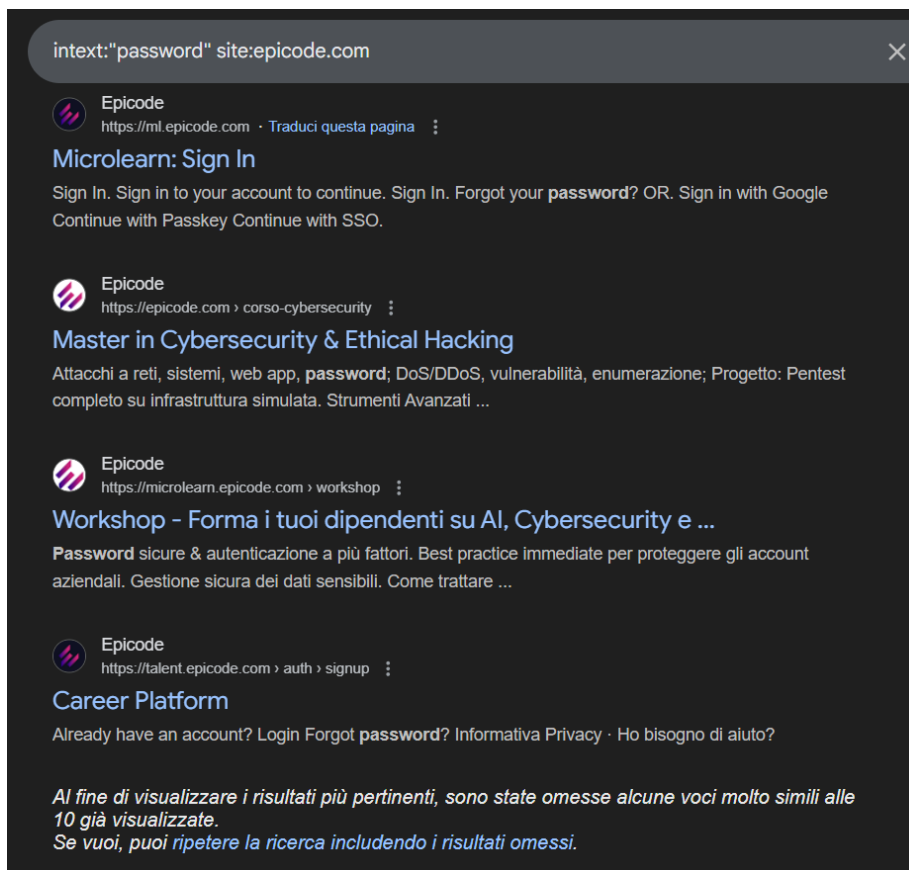 intext:"password" site:epicode.com
Epicode
https://ml.epicode.com · Traduci questa pagina
Microlearn: Sign In
Sign In. Sign in to your account to continue. Sign In. Forgot your password? OR. Sign in with Google
Continue with Passkey Continue with SSO.
Epicode
https://epicode.com › corso-cybersecurity
Master in Cybersecurity & Ethical Hacking
Attacchi a reti, sistemi, web app, password; DoS/DDoS, vulnerabilità, enumerazione; Progetto: Pentest
completo su infrastruttura simulata. Strumenti Avanzati ...
Epicode
https://microlearn.epicode.com › workshop
Workshop - Forma i tuoi dipendenti su AI, Cybersecurity e ...
Password sicure & autenticazione a più fattori. Best practice immediate per proteggere gli account
aziendali. Gestione sicura dei dati sensibili. Come trattare ...
Epicode
https://talent.epicode.com › auth › signup
Career Platform
Already have an account? Login Forgot password? Informativa Privacy · Ho bisogno di aiuto?
Al fine di visualizzare i risultati più pertinenti, sono state omesse alcune voci molto simili alle
10 già visualizzate.
Se vuoi, puoi ripetere la ricerca includendo i risultati omessi.